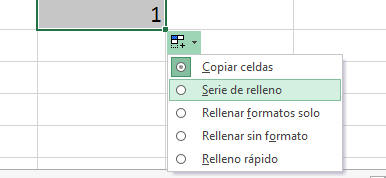 1
Copiar celdas
Serie de relleno
Rellenar formatos solo
Rellenar sin formato
Relleno rápido